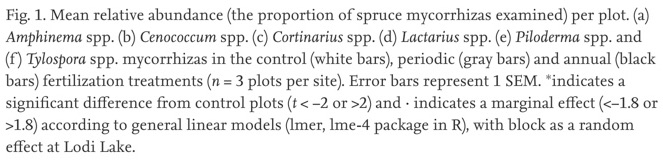 Fig. 1. Mean relative abundance (the proportion of spruce mycorrhizas examined) per plot. (a)
Amphinema spp. (b) Cenococcum spp. (c) Cortinarius spp. (d) Lactarius spp. (e) Piloderma spp. and
(f) Tylospora spp. mycorrhizas in the control (white bars), periodic (gray bars) and annual (black
bars) fertilization treatments (n = 3 plots per site). Error bars represent 1 SEM. *indicates a
significant difference from control plots (t < –2 or >2) and · indicates a marginal effect (<–1.8 or
>1.8) according to general linear models (lmer, lme-4 package in R), with block as a random
effect at Lodi Lake.